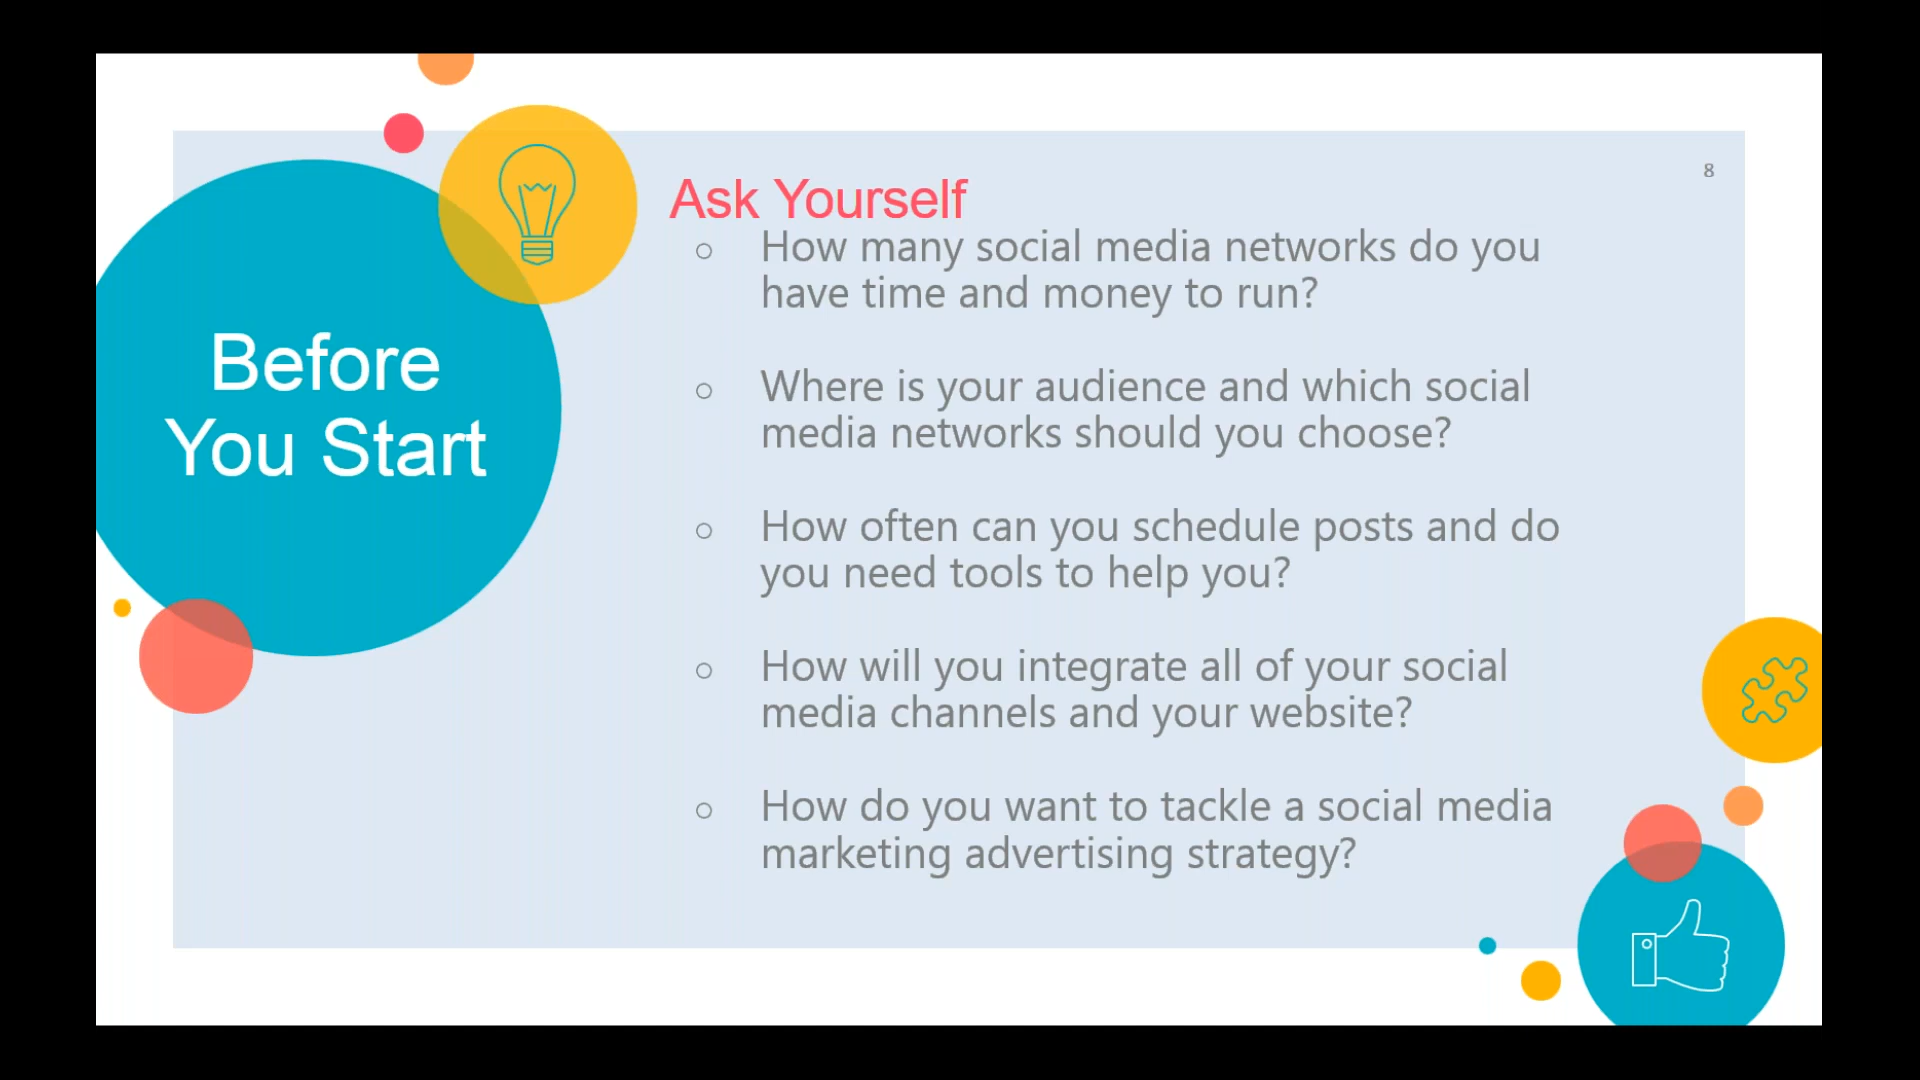 8
Before
You Start
Ask Yourself
○ How many social media networks do you
have time and money to run?
○ Where is your audience and which social
media networks should you choose?
○ How often can you schedule posts and do
you need tools to help you?
○ How will you integrate all of your social
media channels and your website?
○ How do you want to tackle a social media
marketing advertising strategy?